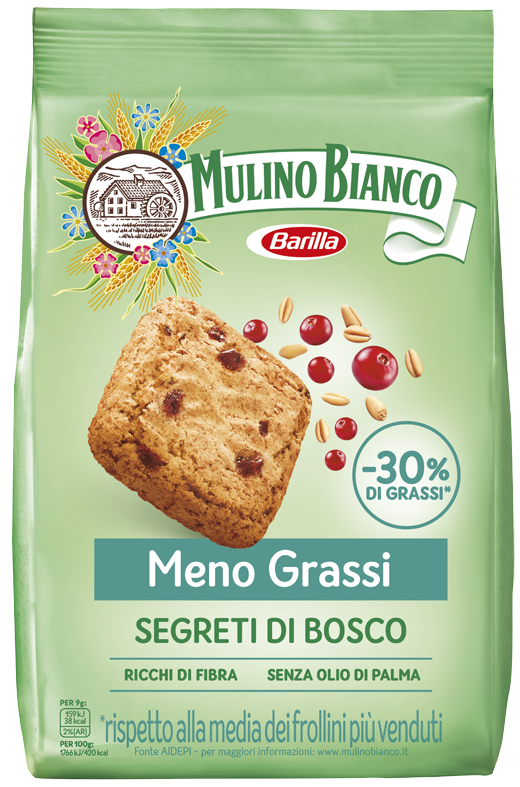 MULINO BIANCO
Barilla
-30%
DI GRASSI*
Meno Grassi
SEGRETI DI BOSCO
RICCHI DI FIBRA SENZA OLIO DI PALMA
PER 9g:
159 kJ
38 kcal
2%(AR)
PER 100g:
1766 kJ/420 kcal
*rispetto alla media dei frollini più venduti
Fonte AIDEPI - per maggiori informazioni: www.mulinobianco.it